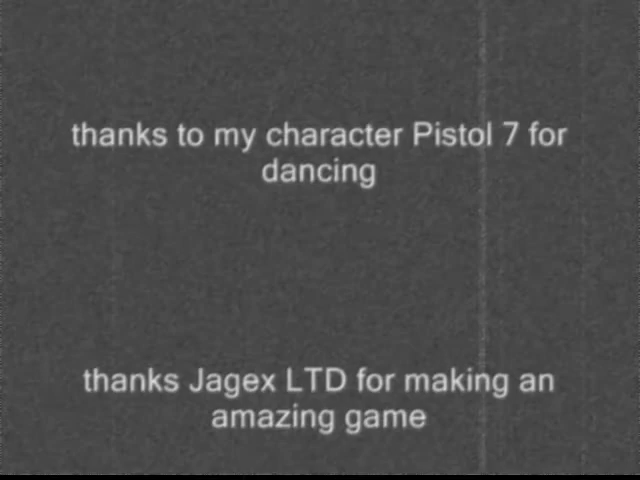 thanks to my character Pistol 7 for
dancing
thanks Jagex LTD for making an
amazing game